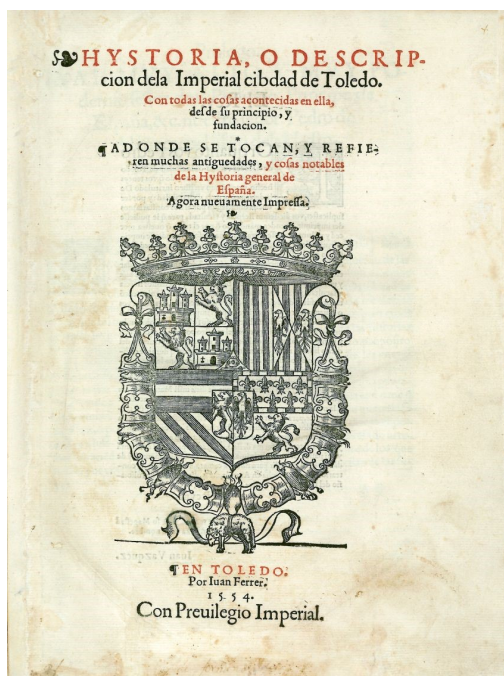 HYSTORIA, O DESCRIP-
cion dela Imperial cibdad de Toledo.
Con todas las cosas acontecidas en ella,
desde su principio, y
fundacion.
¶ADONDE SE TOCAN, Y REFIE-
ren muchas antiguedades, y cosas notables
de la Hystoria general de
España.
Agora nueuamente Impressa.
¶EN TOLEDO.
Por Iuan Ferrer.
1554.
Con Preuilegio Imperial.